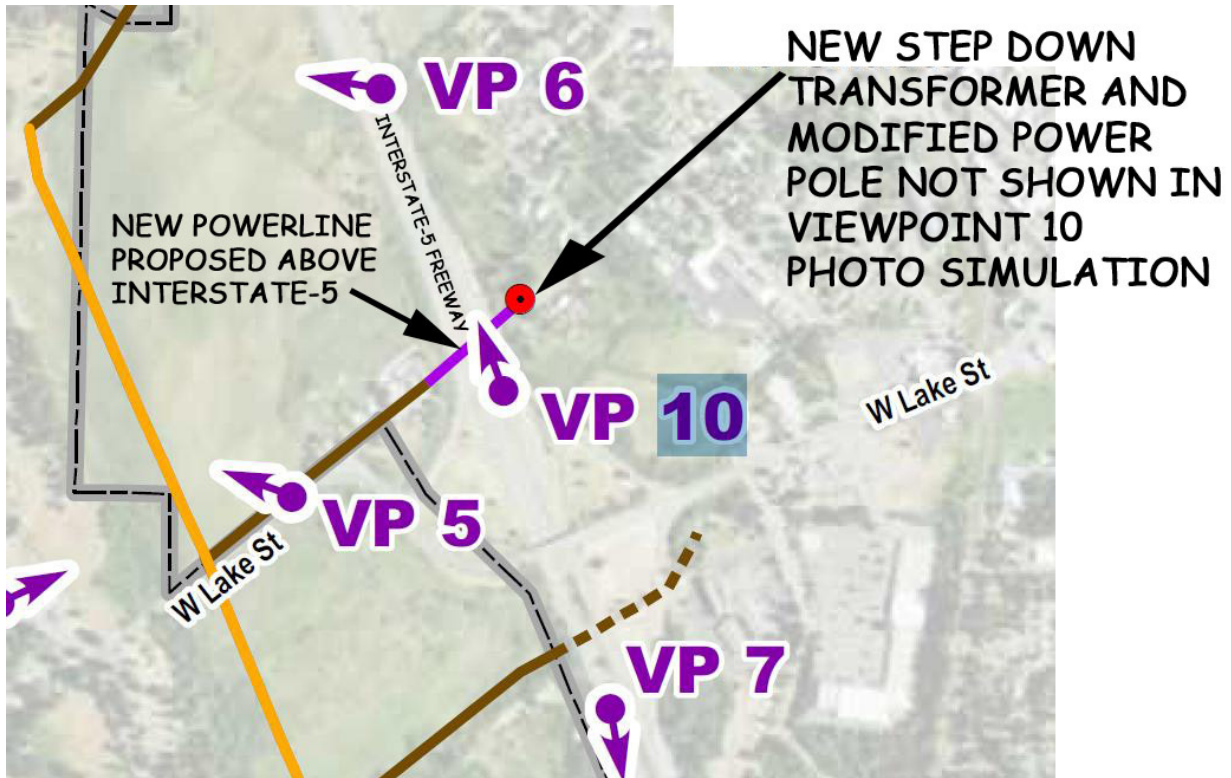 NEW STEP DOWN
TRANSFORMER AND
MODIFIED POWER
POLE NOT SHOWN IN
VIEWPOINT 10
PHOTO SIMULATION
VP 6
INTERSTATE-5 FREEWAY
NEW POWERLINE
PROPOSED ABOVE
INTERSTATE-5
VP 10
W Lake St
VP 5
W Lake St
VP 7